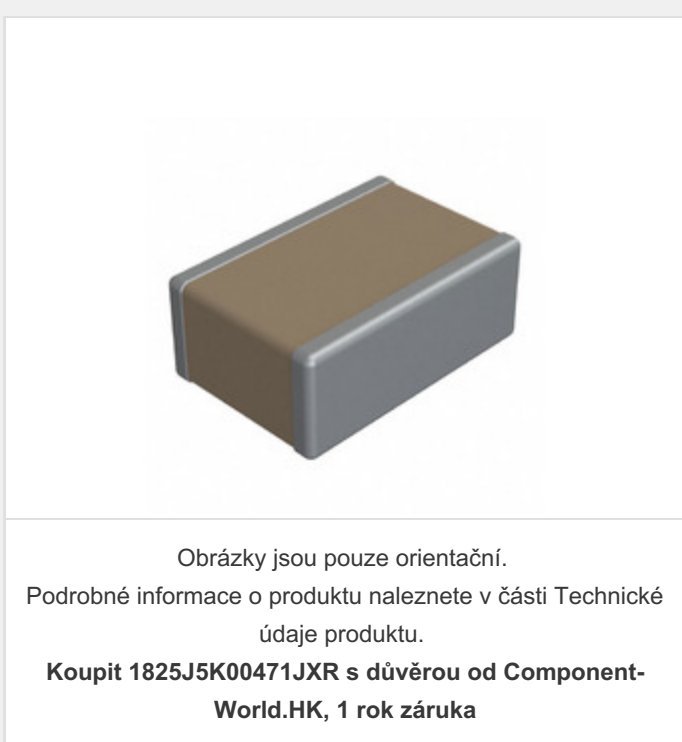 Obrázky jsou pouze orientační.
Podrobné informace o produktu naleznete v části Technické
údaje produktu.
Koupit 1825J5K00471JXR s důvěrou od Component-
World.HK, 1 rok záruka